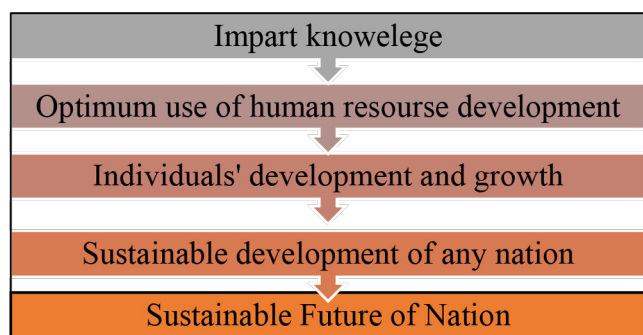 Impart knowelege
Optimum use of human resourse development
Individuals' development and growth
Sustainable development of any nation
Sustainable Future of Nation